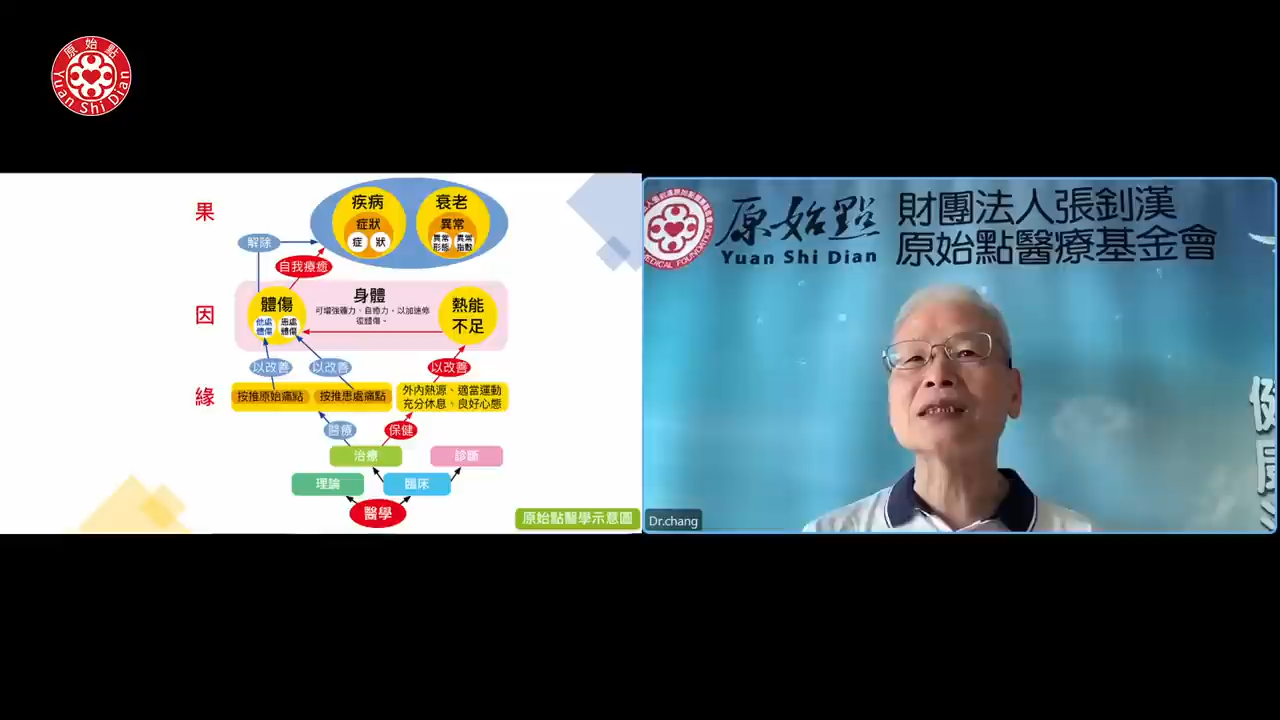 原始點
Yuan Shi Dian
果
疾病
症狀
症 狀
衰老
異常
異常形態
異常指數
解除
自我療癒
因
體傷
他處體傷
患處體傷
身體
可增強體力、自癒力，以加速修
復體傷。
熱能
不足
以改善
以改善
以改善
緣
按推原始痛點
按推患處痛點
外內熱源、適當運動
充分休息、良好心態
醫療
保健
治療
診斷
理論
臨床
醫學
原始點醫學示意圖
原始點
Yuan Shi Dian
財團法人張釗漢
原始點醫療基金會
MEDICAL FOUNDATION
Dr.chang